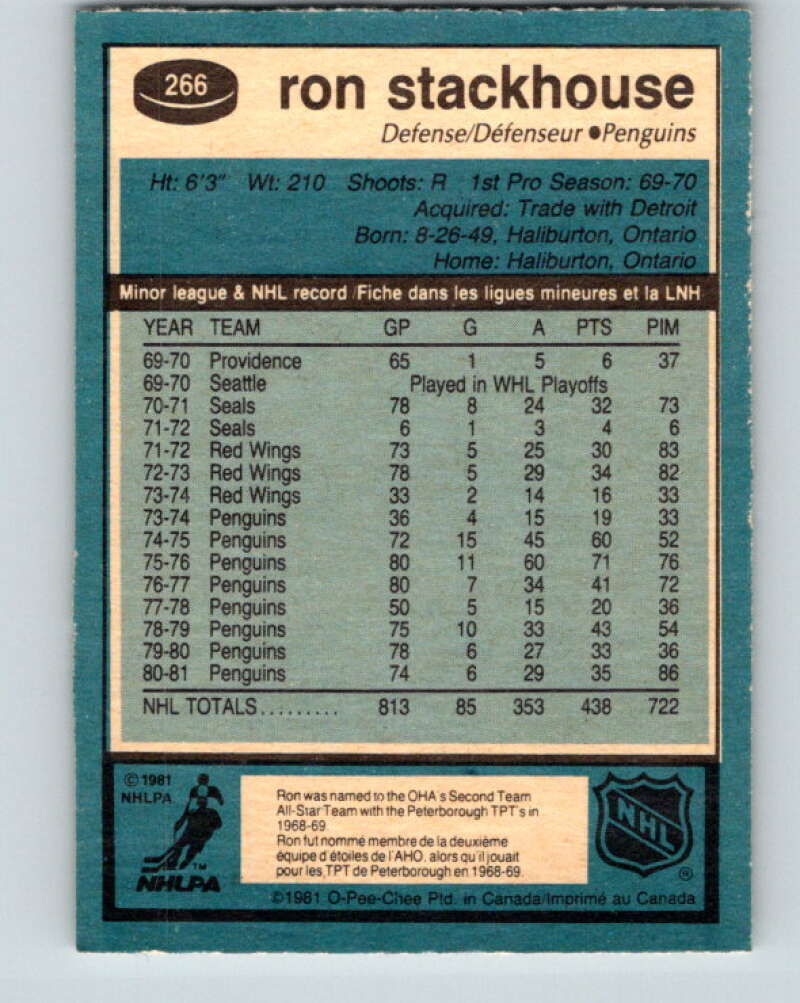 266 ron stackhouse
Defense/Défenseur ●Penguins
Ht: 6'3" Wt: 210 Shoots: R 1st Pro Season: 69-70
Acquired: Trade with Detroit
Born: 8-26-49, Haliburton, Ontario
Home: Haliburton, Ontario
Minor league & NHL record/Fiche dans les ligues mineures et la LNH
YEAR TEAM GP G A PTS PIM
69-70 Providence 65 1 5 6 37
69-70 Seattle Played in WHL Playoffs
70-71 Seals 78 8 24 32 73
71-72 Seals 6 1 3 4 6
71-72 Red Wings 73 5 25 30 83
72-73 Red Wings 78 5 29 34 82
73-74 Red Wings 33 2 14 16 33
73-74 Penguins 36 4 15 19 33
74-75 Penguins 72 15 45 60 52
75-76 Penguins 80 11 60 71 76
76-77 Penguins 80 7 34 41 72
77-78 Penguins 50 5 15 20 36
78-79 Penguins 75 10 33 43 54
79-80 Penguins 78 6 27 33 36
80-81 Penguins 74 6 29 35 86
NHL TOTALS......... 813 85 353 438 722
© 1981
NHLPA
Ron was named to the OHA's Second Team
All-Star Team with the Peterborough TPT's in
1968-69.
Ron fut nommé membre de la deuxième
équipe d'étoiles de l'AHO, alors qu'il jouait
pour les TPT de Peterborough en 1968-69.
NHL
®
TM
NHLPA
©1981 O-Pee-Chee Ptd. in Canada/Imprimé au Canada